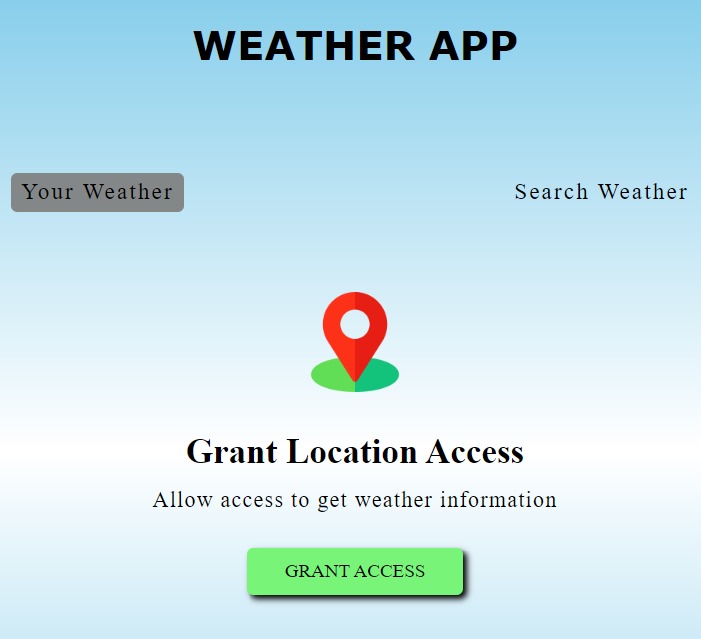 WEATHER APP
Your Weather
Search Weather
Grant Location Access
Allow access to get weather information
GRANT ACCESS